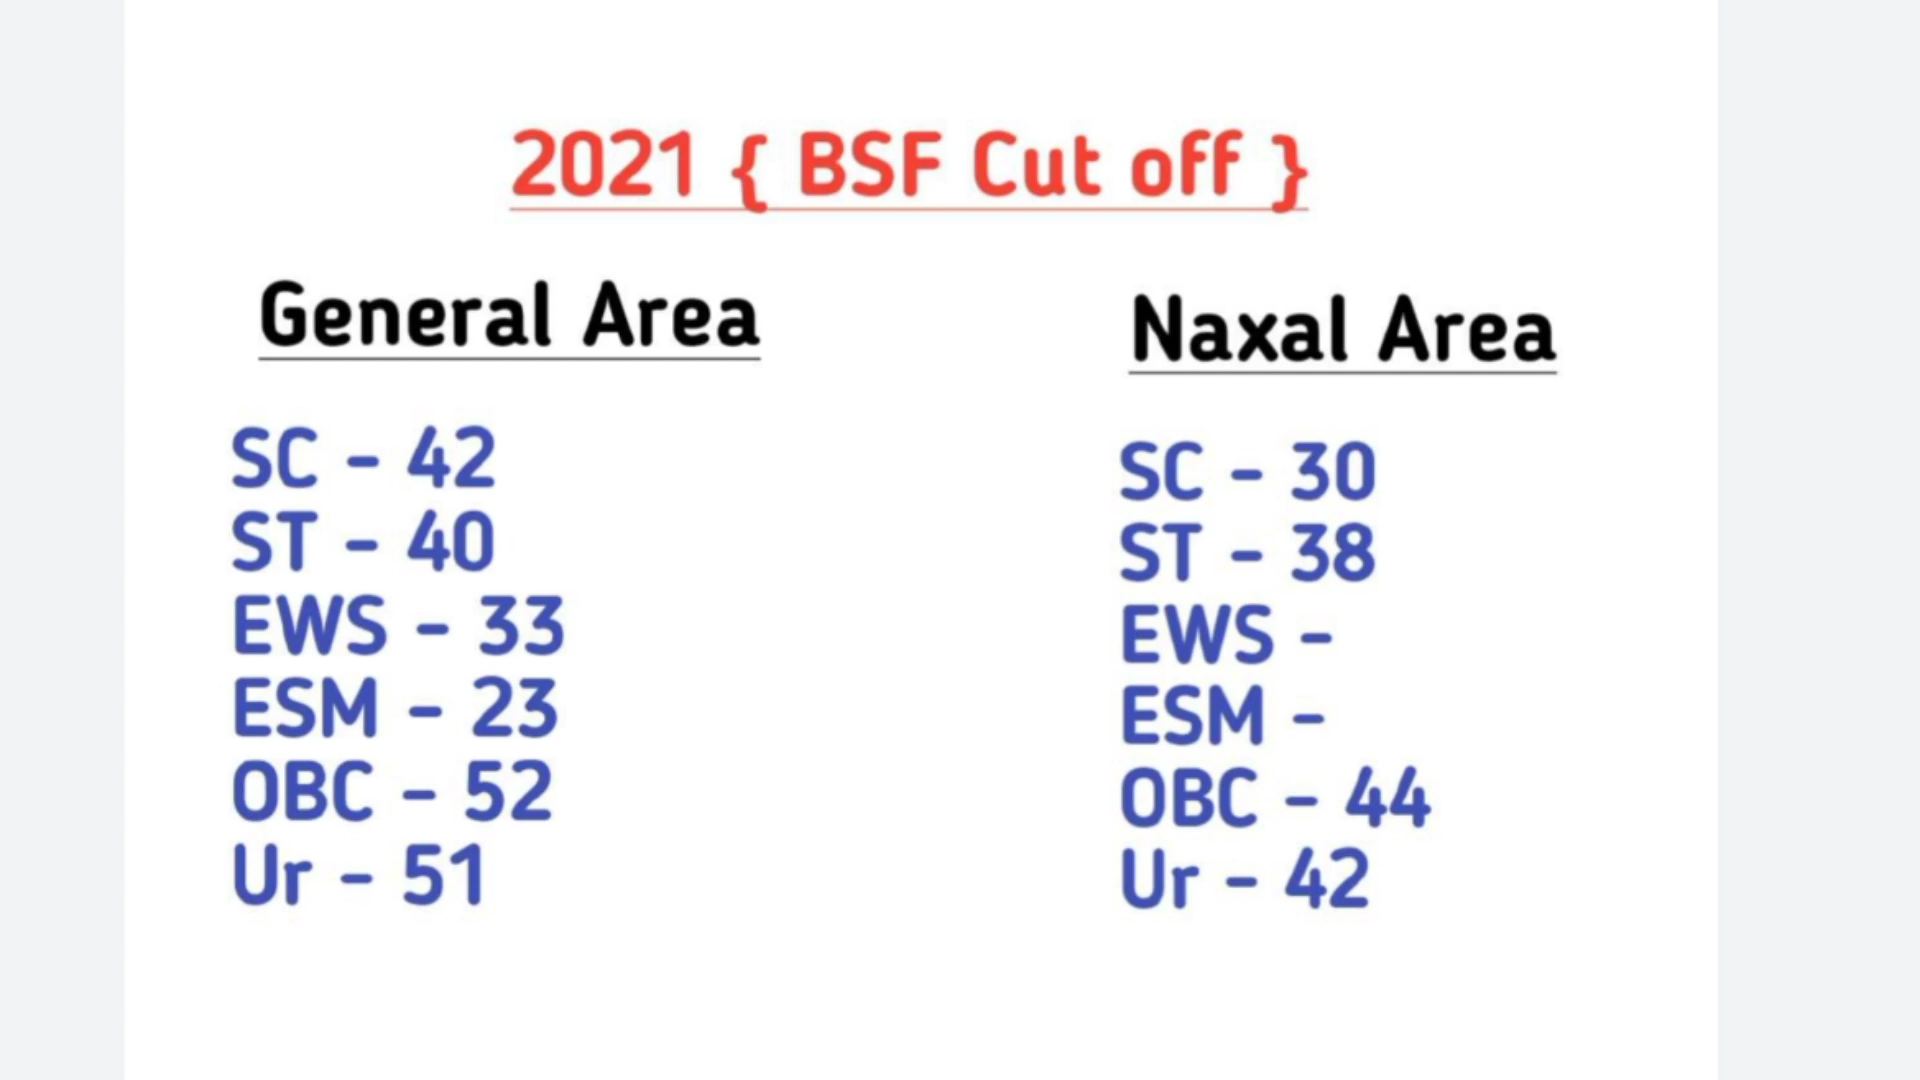 2021 { BSF Cut off }
General Area
SC - 42
ST - 40
EWS - 33
ESM - 23
OBC - 52
Ur - 51
Naxal Area
SC - 30
ST - 38
EWS -
ESM -
OBC - 44
Ur - 42